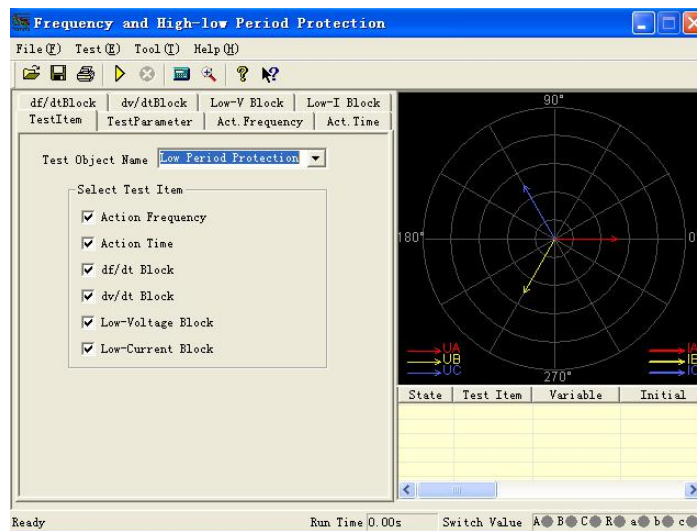 Frequency and High-low Period Protection
File(F) Test(E) Tool(T) Help(H)
df/dtBlock dv/dtBlock Low-V Block Low-I Block
TestItem TestParameter Act.Frequency Act.Time
Test Object Name Low Period Protection
Select Test Item
Action Frequency
Action Time
df/dt Block
dv/dt Block
Low-Voltage Block
Low-Current Block
90°
180° 0
270°
UA IA
UB IB
UC IC
State Test Item Variable Initial
Ready Run Time 0.00s Switch Value A B C R a b c